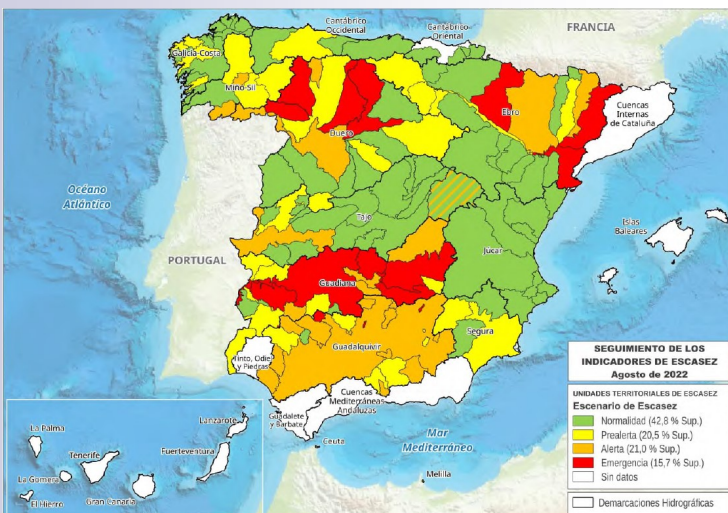 Cantábrico
Occidental
Cantábrico
Oriental
FRANCIA
Galicia-Costa
Miño-Sil
Ebro
Cuencas
Internas
de Cataluña
Duero
Océano
Atlántico
Tajo
Islas
Baleares
PORTUGAL
Júcar
Guadiana
Segura
Guadalquivir
Tinto, Odiel
y Piedras
Cuencas
Mediterráneas
Andaluzas
Guadalete
y Barbate
Ceuta
Mar
Mediterráneo
Melilla
La Palma
Lanzarote
Tenerife
Fuerteventura
La Gomera
El Hierro
Gran Canaria
SEGUIMIENTO DE LOS
INDICADORES DE ESCASEZ
Agosto de 2022
UNIDADES TERRITORIALES DE ESCASEZ
Escenario de Escasez
Normalidad (42,8 % Sup.)
Prealerta (20,5 % Sup.)
Alerta (21,0 % Sup.)
Emergencia (15,7 % Sup.)
Sin datos
Demarcaciones Hidrográficas